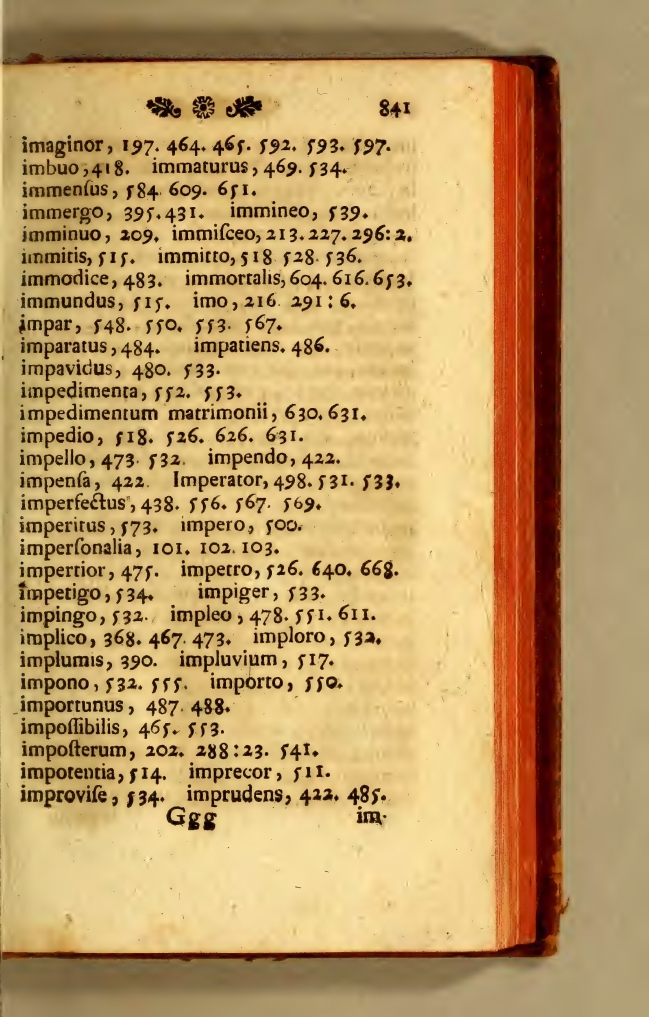 841
imaginor, 197. 464. 465. 592. 593. 597.
imbuo, 418. immaturus, 469. 534.
immenſus, 584. 609. 651.
immergo, 395. 431. immineo, 539.
imminuo, 209. immiſceo, 213. 227. 296: 2.
immitis, 515. immitto, 518 528. 536.
immodice, 483. immortalis, 604. 616. 653.
immundus, 515. imo, 216 291: 6.
impar, 548. 550. 553. 567.
imparatus, 484. impatiens. 486.
impavidus, 480. 533.
impedimenta, 552. 553.
impedimentum matrimonii, 630. 631.
impedio, 518. 526. 626. 631.
impello, 473. 532. impendo, 422.
impenſa, 422. Imperator, 498. 531. 533.
imperfectus, 438. 556. 567. 569.
imperitus, 573. impero, 500.
imperſonalia, 101. 102. 103.
impertior, 475. impetro, 526. 640. 668.
impetigo, 534. impiger, 533.
impingo, 532. impleo, 478. 551. 611.
implico, 368. 467. 473. imploro, 532.
implumis, 390. impluvium, 517.
impono, 532. 555. importo, 550.
importunus, 487. 488.
impoſſibilis, 465. 553.
impoſterum, 202. 288: 23. 541.
impotentia, 514. imprecor, 511.
improviſe, 534. imprudens, 422. 485.
Ggg im-